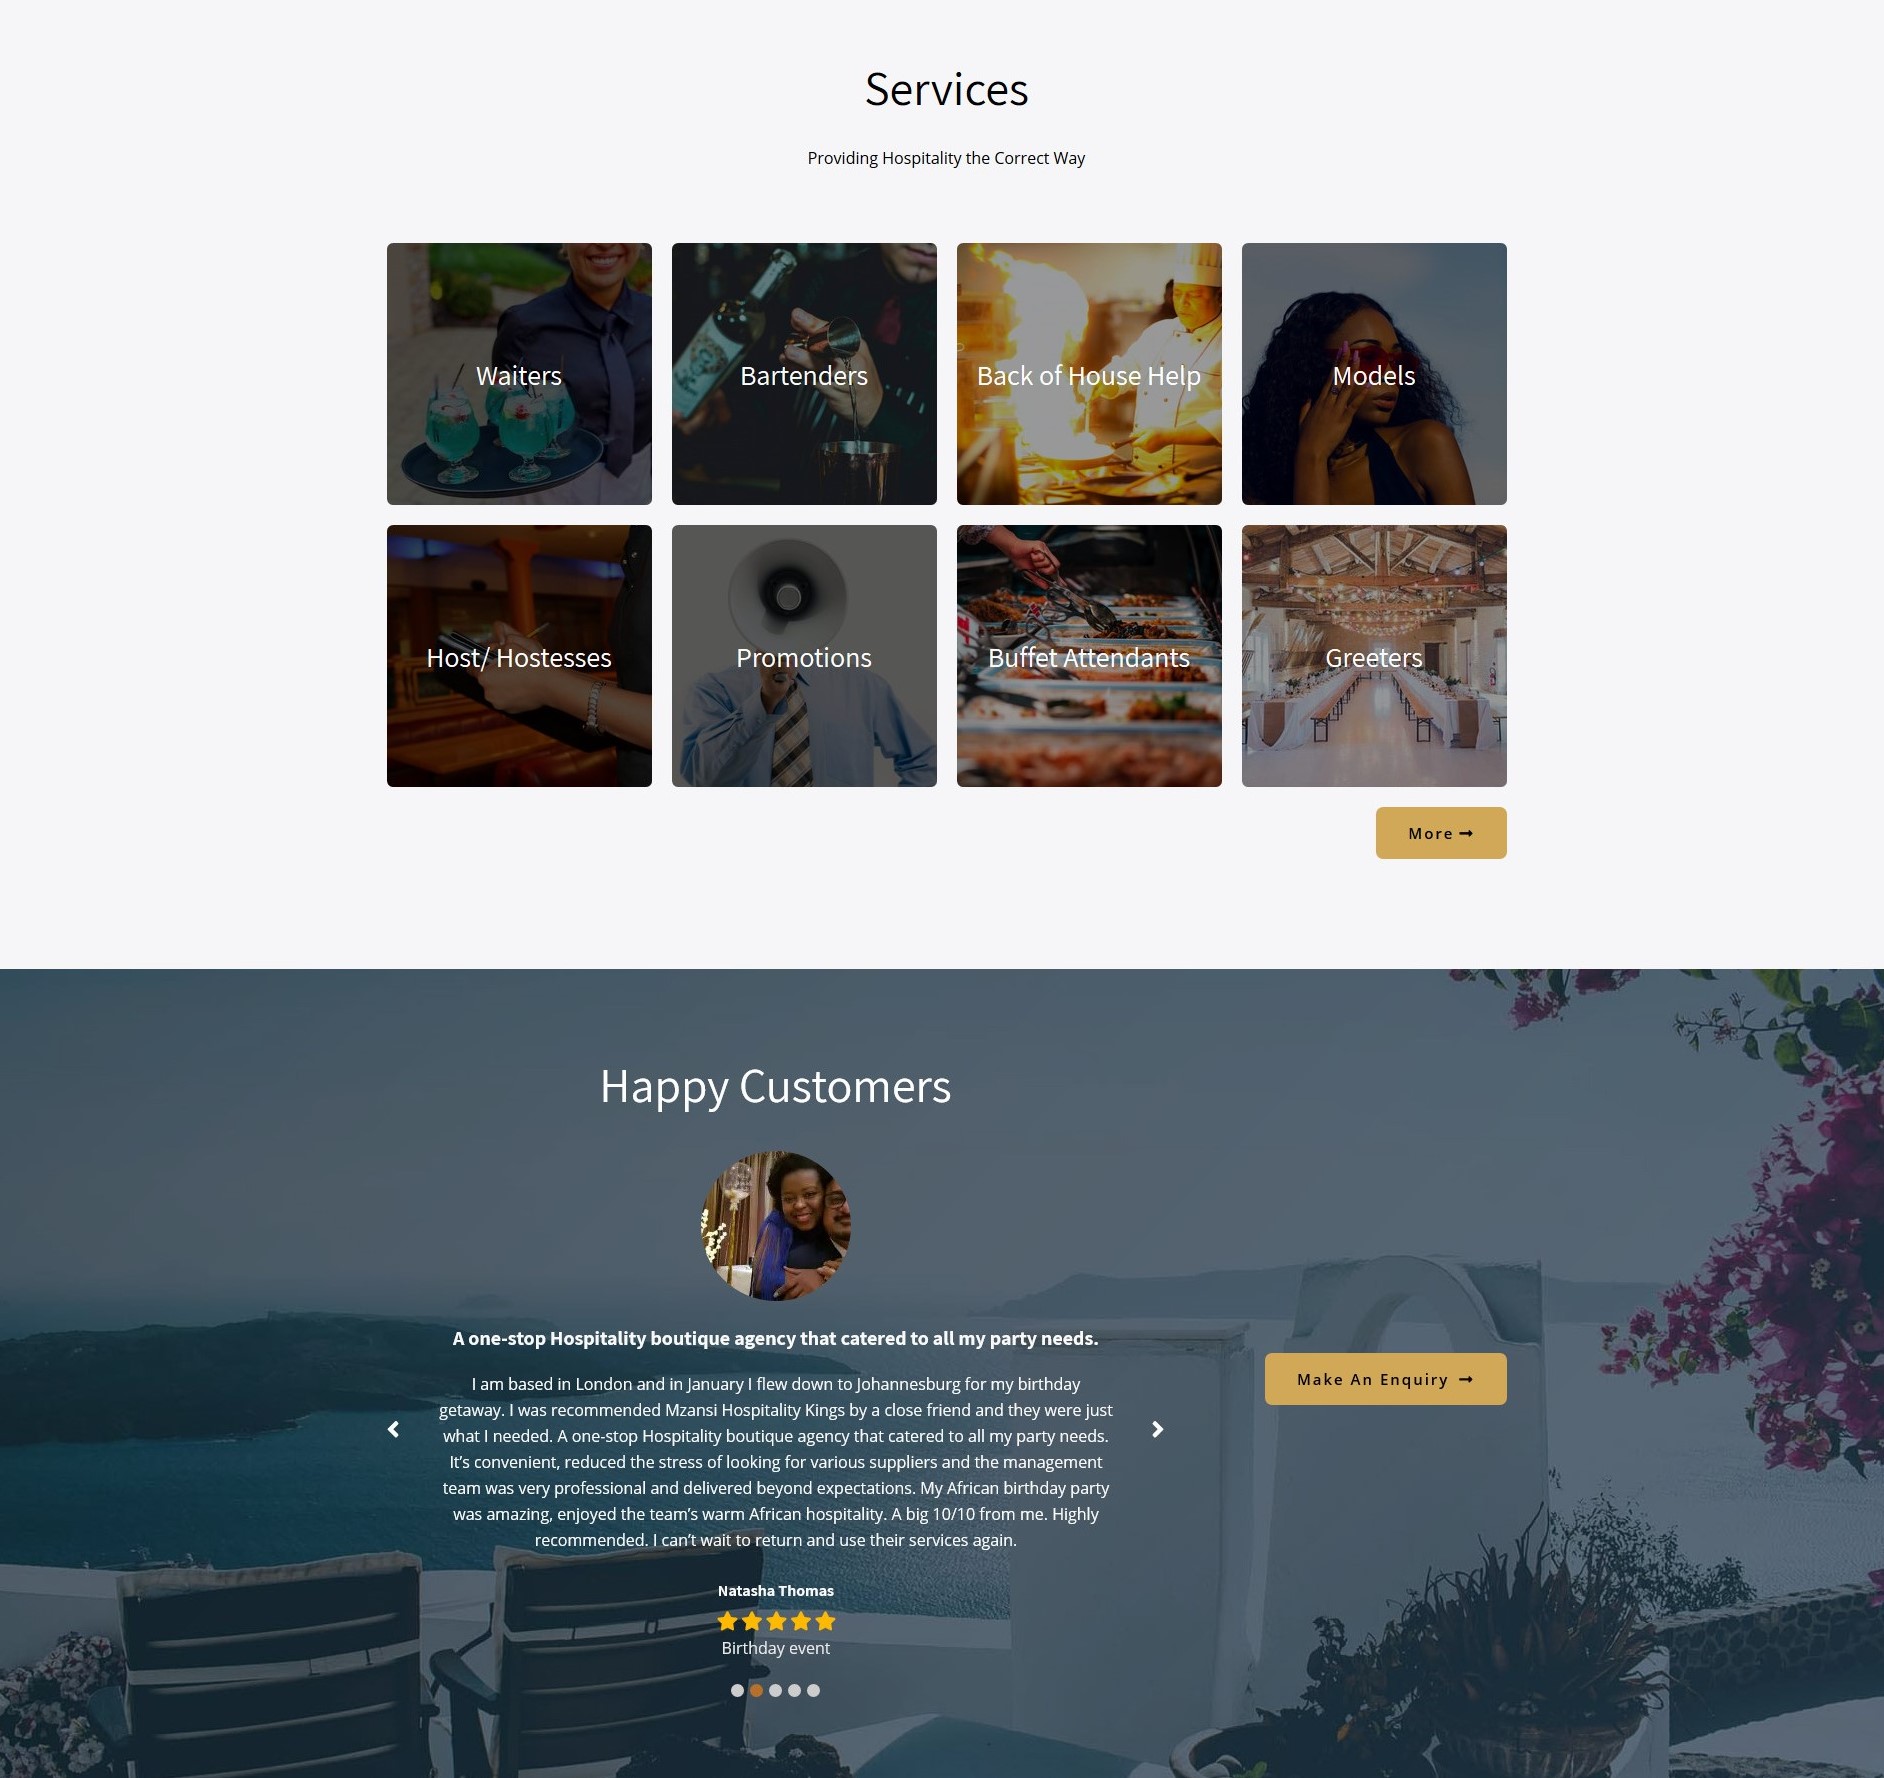 Services
Providing Hospitality the Correct Way
Waiters
Bartenders
Back of House Help
Models
Host/ Hostesses
Promotions
Buffet Attendants
Greeters
More
Happy Customers
A one-stop Hospitality boutique agency that catered to all my party needs.
I am based in London and in January I flew down to Johannesburg for my birthday
getaway. I was recommended Mzansi Hospitality Kings by a close friend and they were just
what I needed. A one-stop Hospitality boutique agency that catered to all my party needs.
It’s convenient, reduced the stress of looking for various suppliers and the management
team was very professional and delivered beyond expectations. My African birthday party
was amazing, enjoyed the team’s warm African hospitality. A big 10/10 from me. Highly
recommended. I can’t wait to return and use their services again.
Natasha Thomas
Birthday event
Make An Enquiry